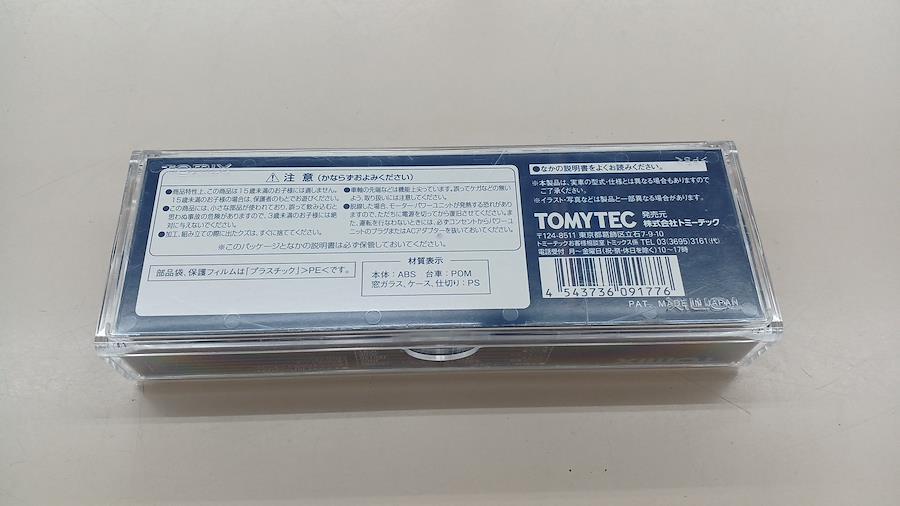 TOMIX
⚠ 注意（かならずおよみください）
●商品特性上、この商品は15歳未満のお子様には適しません。
15歳未満のお子様の場合は、保護者のもとでお遊びください。
●この商品には、小さな部品が使われており、誤って飲み込むと
思わぬ事故の危険がありますので、3歳未満のお子様には絶
対に与えないでください。
●加工、組み立ての際に出たクズは、すぐに捨ててください。
●車輪の先端などは機能上尖っています。誤ってケガなどの無い
よう、取り扱いには注意してください。
●脱線した場合、モーター・パワーユニットが発熱する恐れがあり
ますので、ただちに電源を切ってから復旧させてください。ま
た、運転を行なわないときには、必ずコンセントからパワーユ
ニットのプラグまたはACアダプターを抜いておいてください。
※このパッケージとなかの説明書は必ず保管しておいてください。
部品袋、保護フィルムは「プラスチック」>PE<です。
材質表示
本体：ABS 台車：POM
窓ガラス、ケース、仕切り：PS
●なかの説明書をよくお読みください。
>PS<
※本製品は、実車の型式・仕様とは異なる場合もありますので
ご了承ください。
※イラスト・写真などは製品と一部異なる場合があります。
TOMYTEC 発売元 株式会社トミーテック
〒124-8511 東京都葛飾区立石7-9-10
トミーテックお客様相談室 トミックス係 TEL 03(3695)3161(代)
電話受付 月～金曜日(祝・祭・休日を除く)10～17時
4 543736 091776
PAT. MADE IN JAPAN
TOMIX